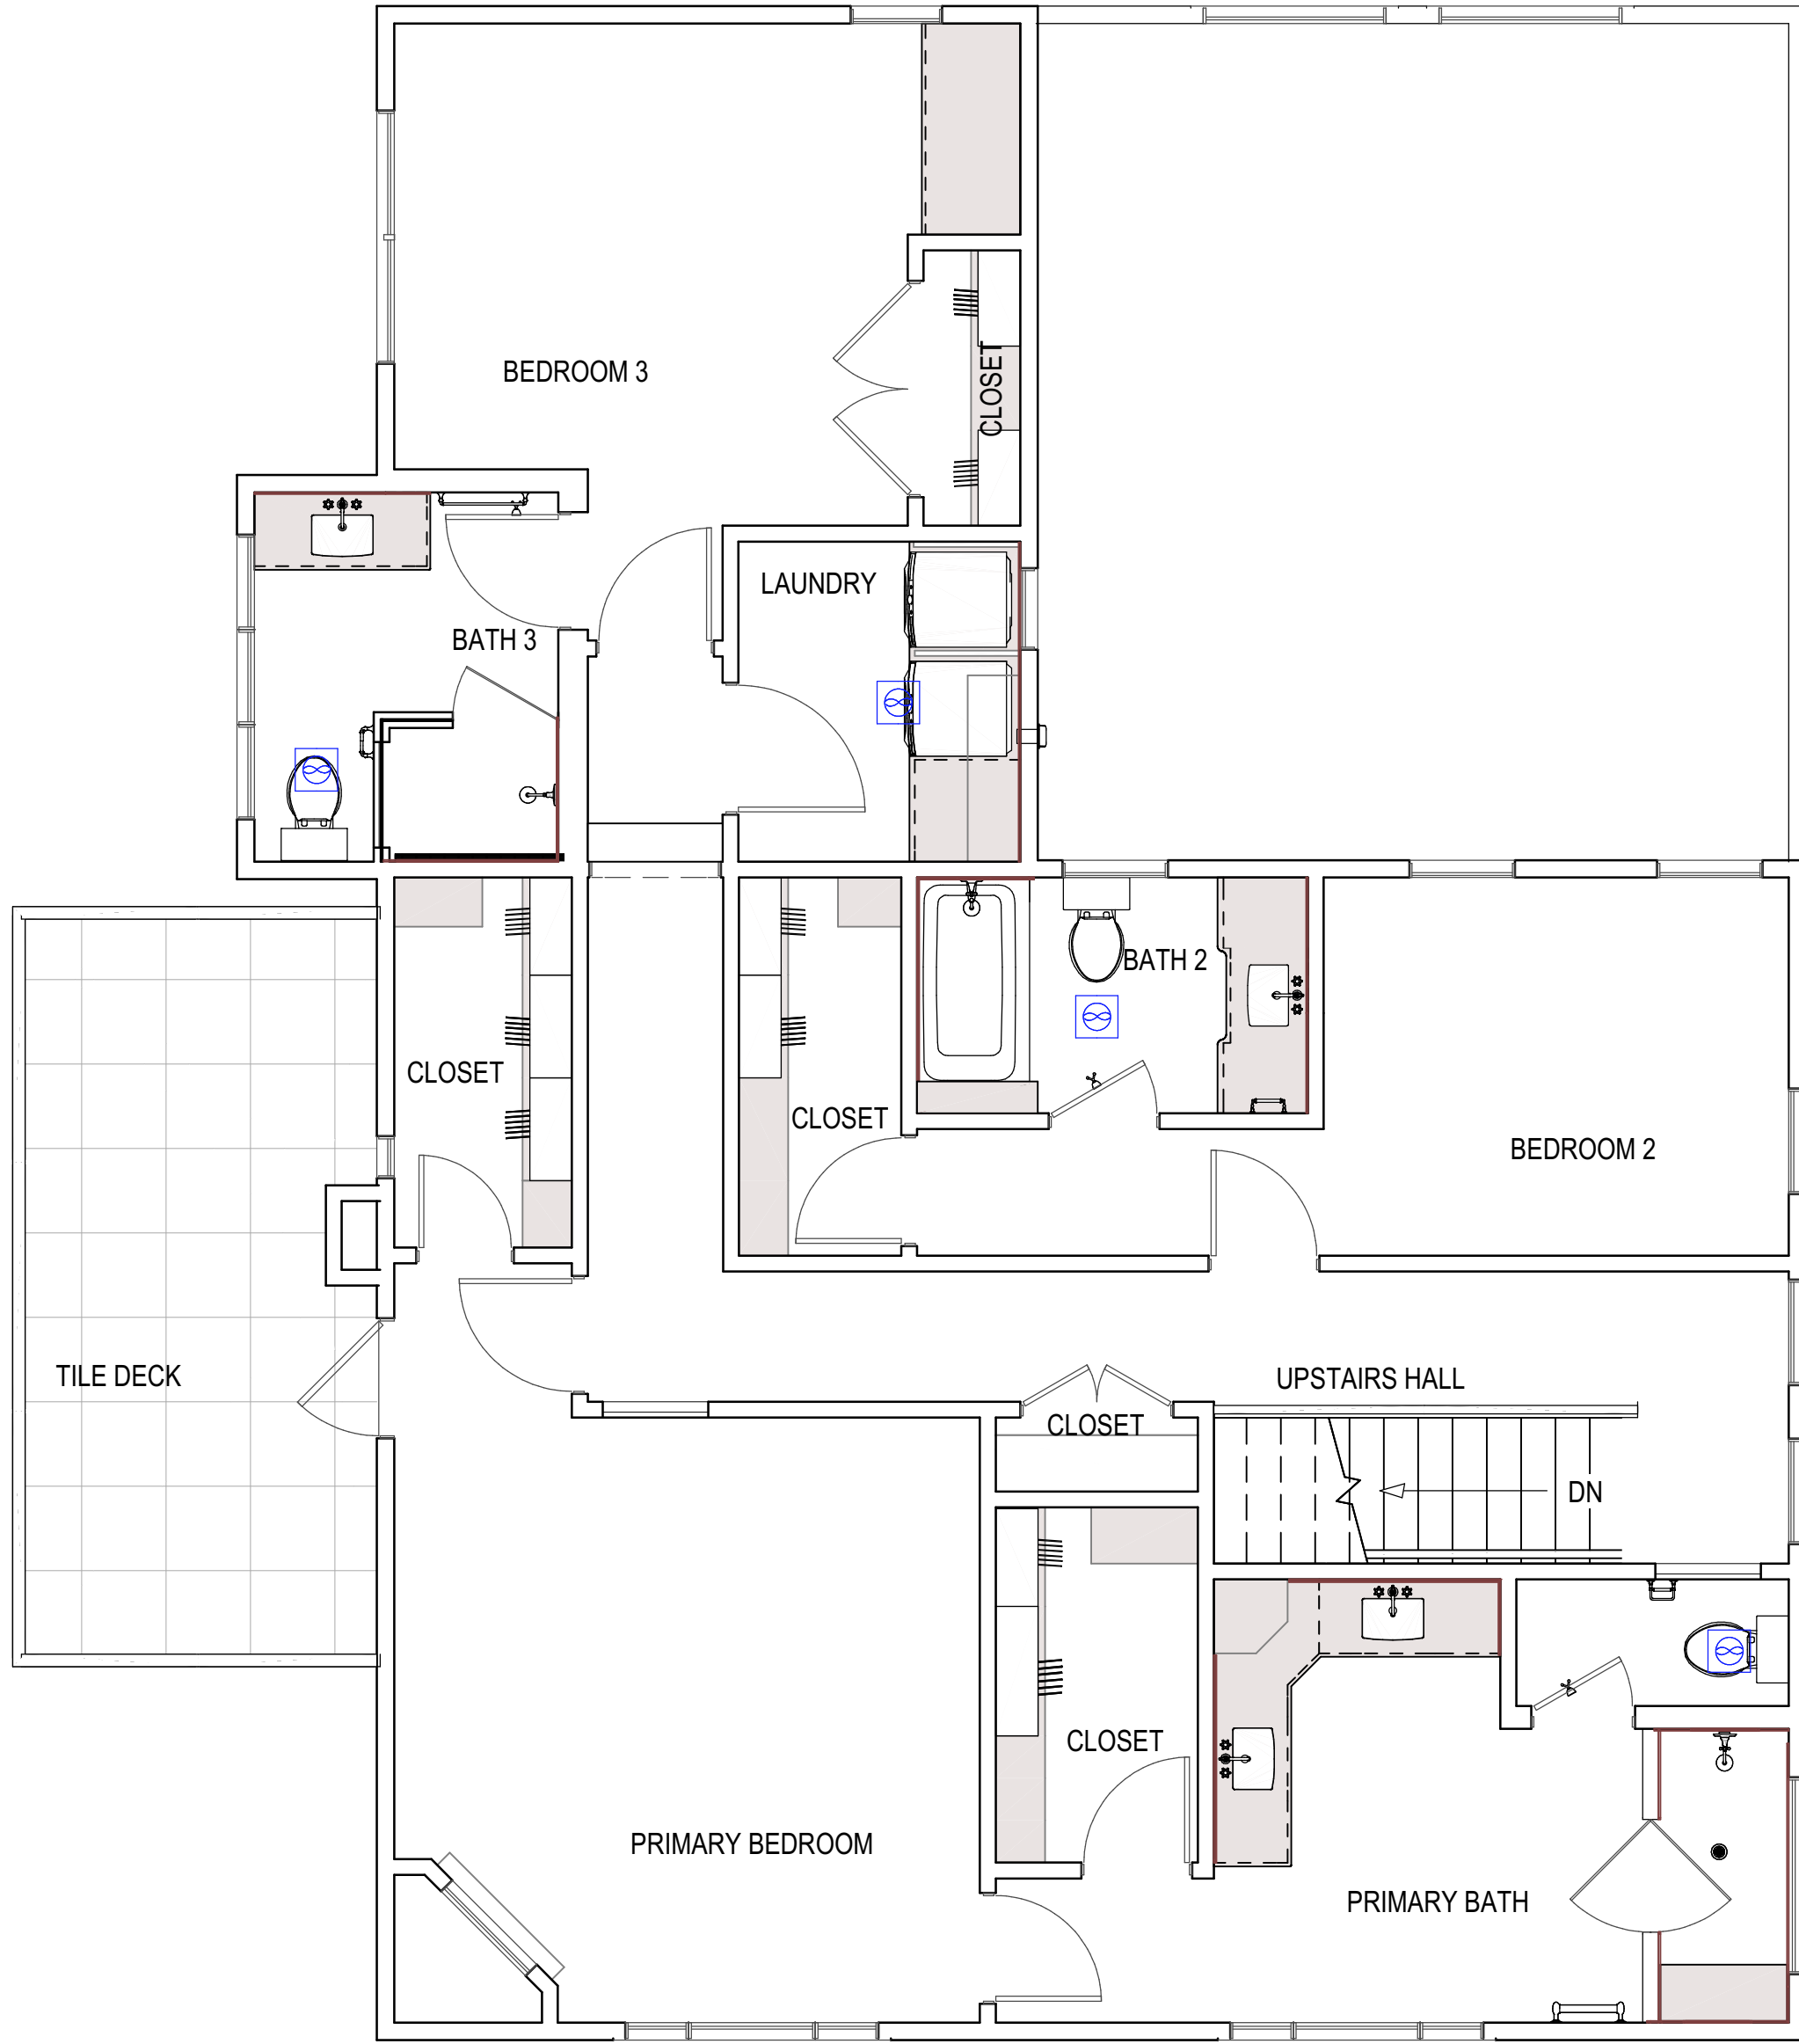 BEDROOM 3
CLOSET
LAUNDRY
BATH 3
BATH 2
CLOSET
CLOSET
BEDROOM 2
TILE DECK
UPSTAIRS HALL
CLOSET
DN
CLOSET
PRIMARY BEDROOM
PRIMARY BATH